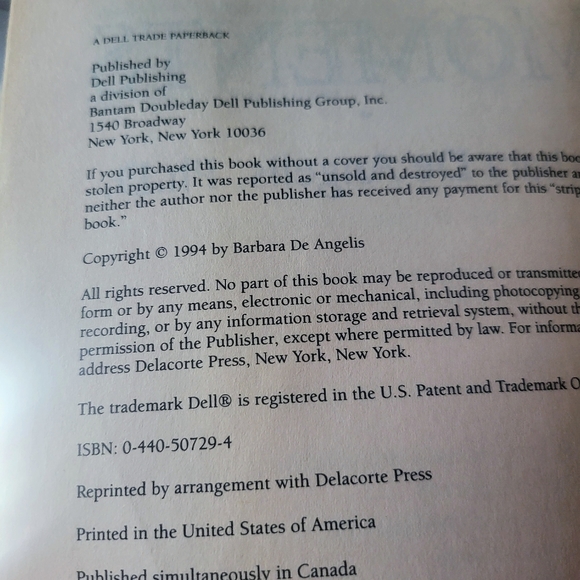 A DELL TRADE PAPERBACK
Published by
Dell Publishing
a division of
Bantam Doubleday Dell Publishing Group, Inc.
1540 Broadway
New York, New York 10036
If you purchased this book without a cover you should be aware that this boo
stolen property. It was reported as “unsold and destroyed” to the publisher a
neither the author nor the publisher has received any payment for this “strip
book.”
Copyright © 1994 by Barbara De Angelis
All rights reserved. No part of this book may be reproduced or transmitted
form or by any means, electronic or mechanical, including photocopying,
recording, or by any information storage and retrieval system, without th
permission of the Publisher, except where permitted by law. For informa
address Delacorte Press, New York, New York.
The trademark Dell® is registered in the U.S. Patent and Trademark O
ISBN: 0-440-50729-4
Reprinted by arrangement with Delacorte Press
Printed in the United States of America
Published simultaneously in Canada